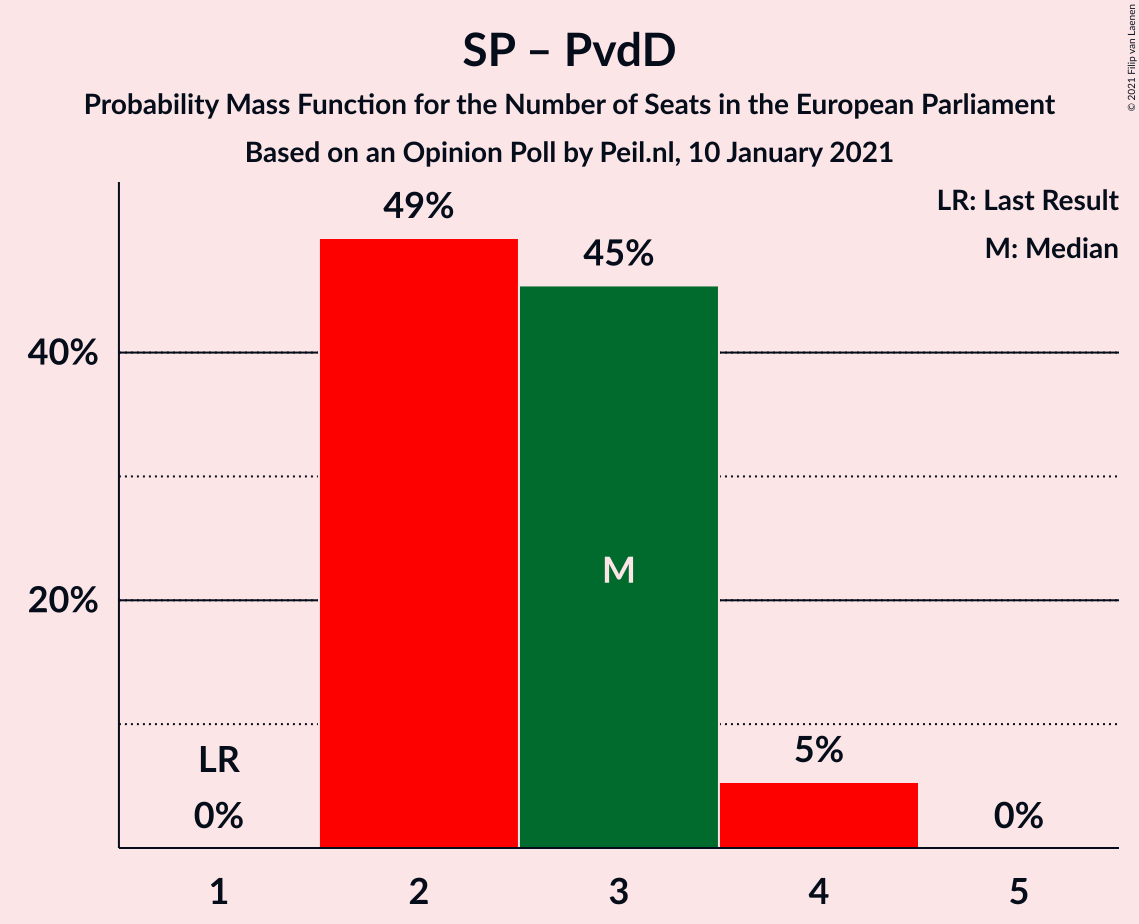 SP – PvdD
Probability Mass Function for the Number of Seats in the European Parliament
Based on an Opinion Poll by Peil.nl, 10 January 2021
© 2021 Filip van Laenen
LR: Last Result
M: Median
49%
45%
40%
M
20%
LR
5%
0%
0%
1
2
3
4
5